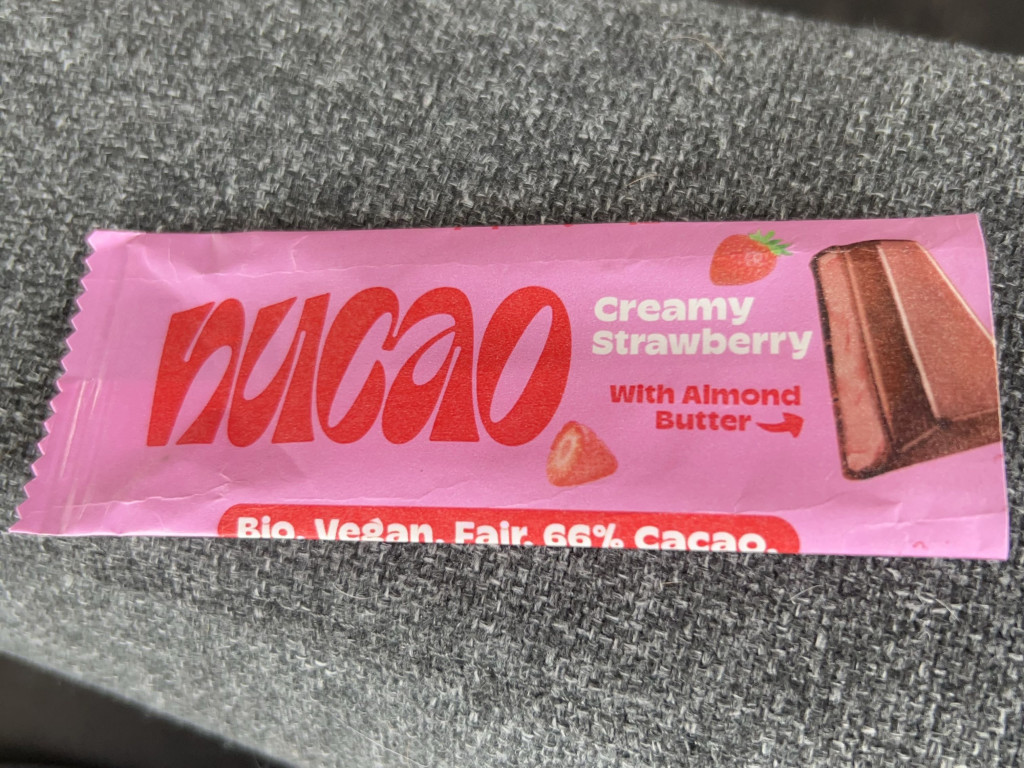 nucao
Creamy
Strawberry
With Almond
Butter
Bio. Vegan. Fair. 66% Cacao.